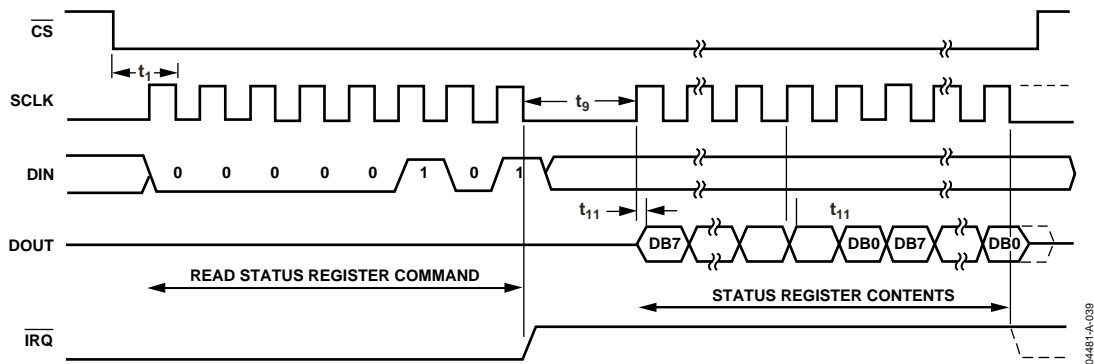 CS
t1
SCLK
t9
DIN
0 0 0 0 0 1 0 1
t11 t11
DOUT
DB7 DB0 DB7 DB0
READ STATUS REGISTER COMMAND
STATUS REGISTER CONTENTS
IRQ
04481-A-039